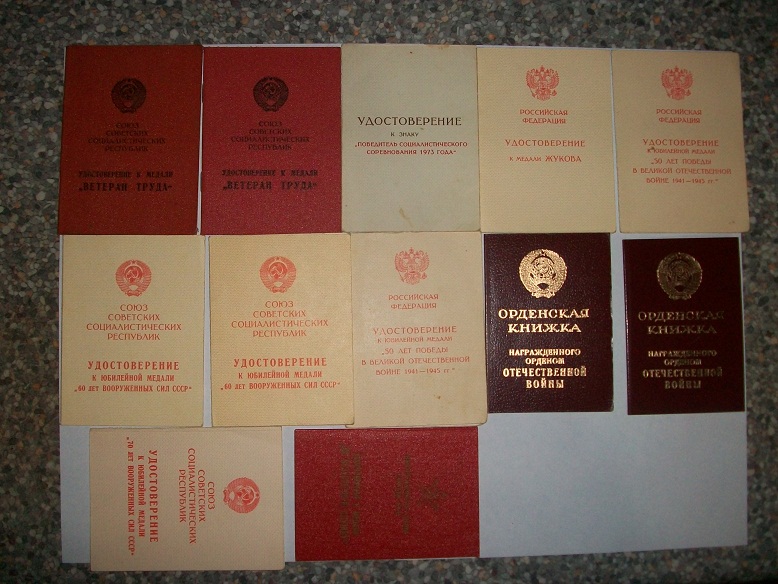 СОЮЗ
СОВЕТСКИХ
СОЦИАЛИСТИЧЕСКИХ
РЕСПУБЛИК
УДОСТОВЕРЕНИЕ К МЕДАЛИ
„ВЕТЕРАН ТРУДА“
СОЮЗ
СОВЕТСКИХ
СОЦИАЛИСТИЧЕСКИХ
РЕСПУБЛИК
УДОСТОВЕРЕНИЕ К МЕДАЛИ
„ВЕТЕРАН ТРУДА“
УДОСТОВЕРЕНИЕ
К ЗНАКУ
„ПОБЕДИТЕЛЬ СОЦИАЛИСТИЧЕСКОГО
СОРЕВНОВАНИЯ 1973 ГОДА“
РОССИЙСКАЯ
ФЕДЕРАЦИЯ
УДОСТОВЕРЕНИЕ
К МЕДАЛИ ЖУКОВА
РОССИЙСКАЯ
ФЕДЕРАЦИЯ
УДОСТОВЕРЕНИЕ
К ЮБИЛЕЙНОЙ МЕДАЛИ
„50 ЛЕТ ПОБЕДЫ
В ВЕЛИКОЙ ОТЕЧЕСТВЕННОЙ
ВОЙНЕ 1941—1945 гг.“
СОЮЗ
СОВЕТСКИХ
СОЦИАЛИСТИЧЕСКИХ
РЕСПУБЛИК
УДОСТОВЕРЕНИЕ
К ЮБИЛЕЙНОЙ МЕДАЛИ
„60 ЛЕТ ВООРУЖЕННЫХ СИЛ СССР“
СОЮЗ
СОВЕТСКИХ
СОЦИАЛИСТИЧЕСКИХ
РЕСПУБЛИК
УДОСТОВЕРЕНИЕ
К ЮБИЛЕЙНОЙ МЕДАЛИ
„60 ЛЕТ ВООРУЖЕННЫХ СИЛ СССР“
РОССИЙСКАЯ
ФЕДЕРАЦИЯ
УДОСТОВЕРЕНИЕ
К ЮБИЛЕЙНОЙ МЕДАЛИ
„50 ЛЕТ ПОБЕДЫ
В ВЕЛИКОЙ ОТЕЧЕСТВЕННОЙ
ВОЙНЕ 1941—1945 гг.“
ОРДЕНСКАЯ
КНИЖКА
НАГРАЖДЕННОГО
ОРДЕНОМ
ОТЕЧЕСТВЕННОЙ
ВОЙНЫ
ОРДЕНСКАЯ
КНИЖКА
НАГРАЖДЕННОГО
ОРДЕНОМ
ОТЕЧЕСТВЕННОЙ
ВОЙНЫ
СОЮЗ
СОВЕТСКИХ
СОЦИАЛИСТИЧЕСКИХ
РЕСПУБЛИК
УДОСТОВЕРЕНИЕ
К ЮБИЛЕЙНОЙ МЕДАЛИ
„70 ЛЕТ ВООРУЖЕННЫХ СИЛ СССР“